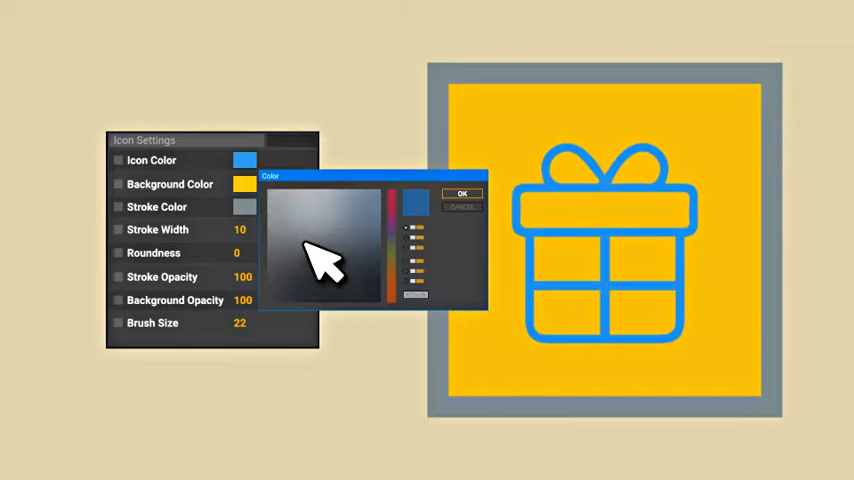 Icon Settings
Icon Color
Background Color
Stroke Color
Stroke Width 10
Roundness 0
Stroke Opacity 100
Background Opacity 100
Brush Size 22
Color
OK
CANCEL